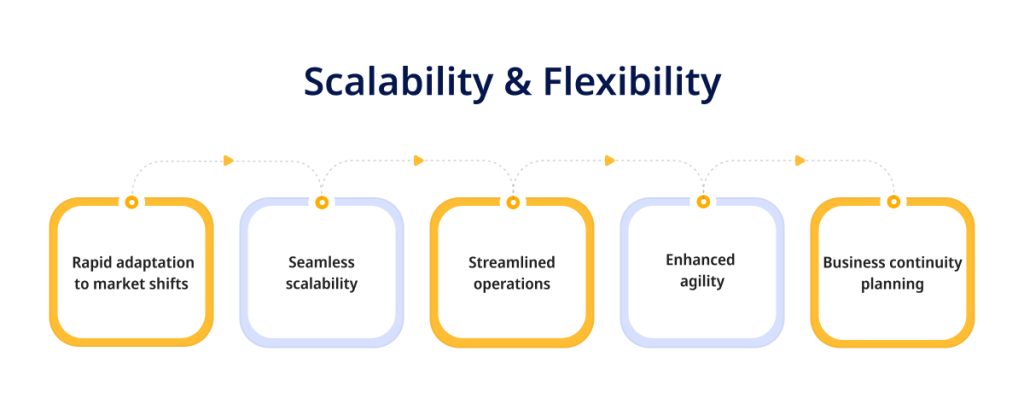 Scalability & Flexibility
Rapid adaptation
to market shifts
Seamless
scalability
Streamlined
operations
Enhanced
agility
Business continuity
planning